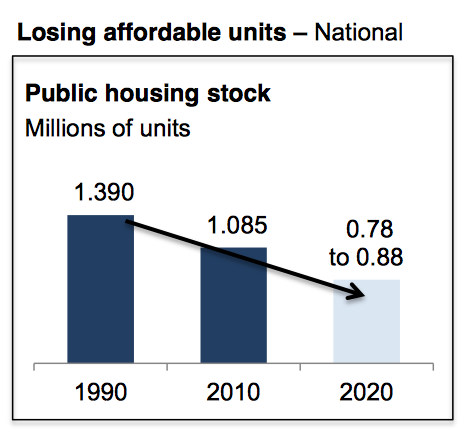 Losing affordable units – National
Public housing stock
Millions of units
1.390
1.085
0.78
to 0.88
1990
2010
2020